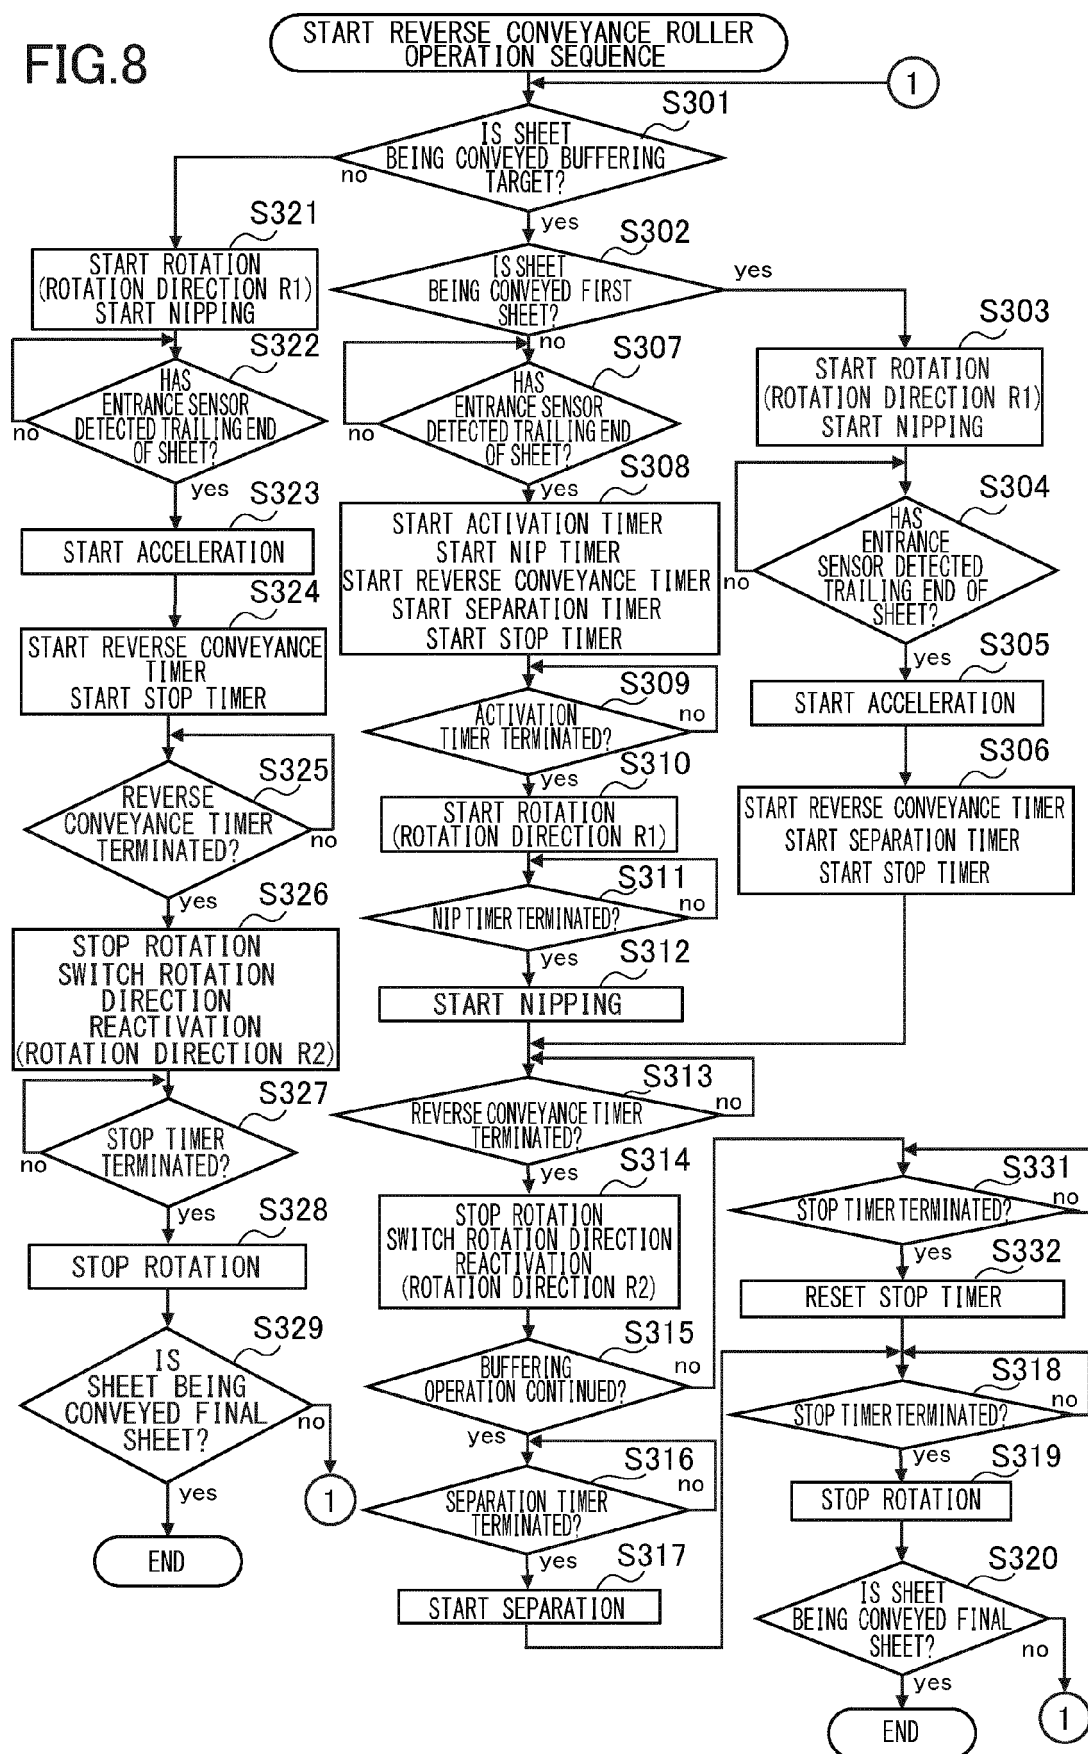 FIG.8
START REVERSE CONVEYANCE ROLLER
OPERATION SEQUENCE
1
S301
IS SHEET
BEING CONVEYED BUFFERING
TARGET?
no
yes
S321
START ROTATION
(ROTATION DIRECTION R1)
START NIPPING
S322
HAS
ENTRANCE SENSOR
DETECTED TRAILING END
OF SHEET?
no
yes
S323
START ACCELERATION
S324
START REVERSE CONVEYANCE
TIMER
START STOP TIMER
S325
REVERSE
CONVEYANCE TIMER
TERMINATED?
no
yes
S326
STOP ROTATION
SWITCH ROTATION
DIRECTION
REACTIVATION
(ROTATION DIRECTION R2)
S327
STOP TIMER
TERMINATED?
no
yes
S328
STOP ROTATION
S329
IS
SHEET BEING
CONVEYED FINAL
SHEET?
no
1
yes
END
S302
IS SHEET
BEING CONVEYED FIRST
SHEET?
yes
no
S307
HAS
ENTRANCE SENSOR
DETECTED TRAILING END
OF SHEET?
no
yes
S308
START ACTIVATION TIMER
START NIP TIMER
START REVERSE CONVEYANCE TIMER
START SEPARATION TIMER
START STOP TIMER
S309
ACTIVATION
TIMER TERMINATED?
no
yes
S310
START ROTATION
(ROTATION DIRECTION R1)
S311
NIP TIMER TERMINATED?
no
yes
S312
START NIPPING
S313
REVERSE CONVEYANCE TIMER
TERMINATED?
no
yes
S314
STOP ROTATION
SWITCH ROTATION DIRECTION
REACTIVATION
(ROTATION DIRECTION R2)
S315
BUFFERING
OPERATION CONTINUED?
no
yes
S316
SEPARATION TIMER
TERMINATED?
no
yes
S317
START SEPARATION
S303
START ROTATION
(ROTATION DIRECTION R1)
START NIPPING
S304
HAS
ENTRANCE
SENSOR DETECTED
TRAILING END OF
SHEET?
no
yes
S305
START ACCELERATION
S306
START REVERSE CONVEYANCE TIMER
START SEPARATION TIMER
START STOP TIMER
S331
STOP TIMER TERMINATED?
no
yes
S332
RESET STOP TIMER
S318
STOP TIMER TERMINATED?
no
yes
S319
STOP ROTATION
S320
IS SHEET
BEING CONVEYED FINAL
SHEET?
no
yes
1
END